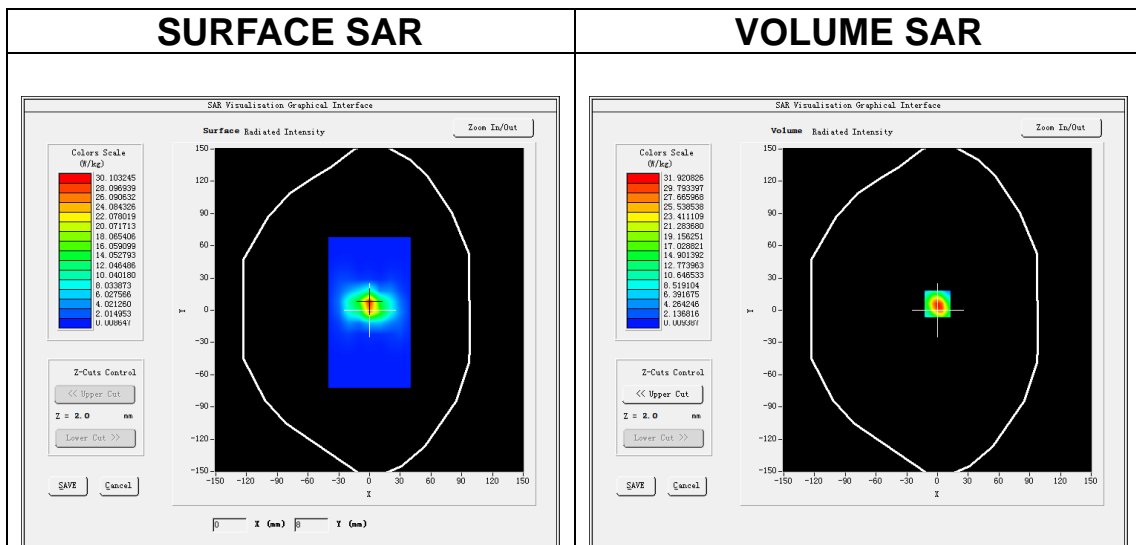 SURFACE SAR
VOLUME SAR
SAR Visualisation Graphical Interface
Surface Radiated Intensity
Zoom In/Out
Colors Scale
(W/kg)
30.103245
28.096939
26.090632
24.084326
22.078019
20.071713
18.065406
16.059099
14.052793
12.046486
10.040180
8.033873
6.027566
4.021260
2.014953
0.008647
Z-Cuts Control
<< Upper Cut
Z = 2.0 mm
Lower Cut >>
SAVE Cancel
150
120
90
60
30
0
-30
-60
-90
-120
-150
Y
-150 -120 -90 -60 -30 0 30 60 90 120 150
X
0 X (mm) 8 Y (mm)
SAR Visualisation Graphical Interface
Volume Radiated Intensity
Zoom In/Out
Colors Scale
(W/kg)
31.920826
29.793397
27.665968
25.538538
23.411109
21.283680
19.156251
17.028821
14.901392
12.773963
10.646533
8.519104
6.391675
4.264246
2.136816
0.009387
Z-Cuts Control
<< Upper Cut
Z = 2.0 mm
Lower Cut >>
SAVE Cancel
150
120
90
60
30
0
-30
-60
-90
-120
-150
Y
-150 -120 -90 -60 -30 0 30 60 90 120 150
X